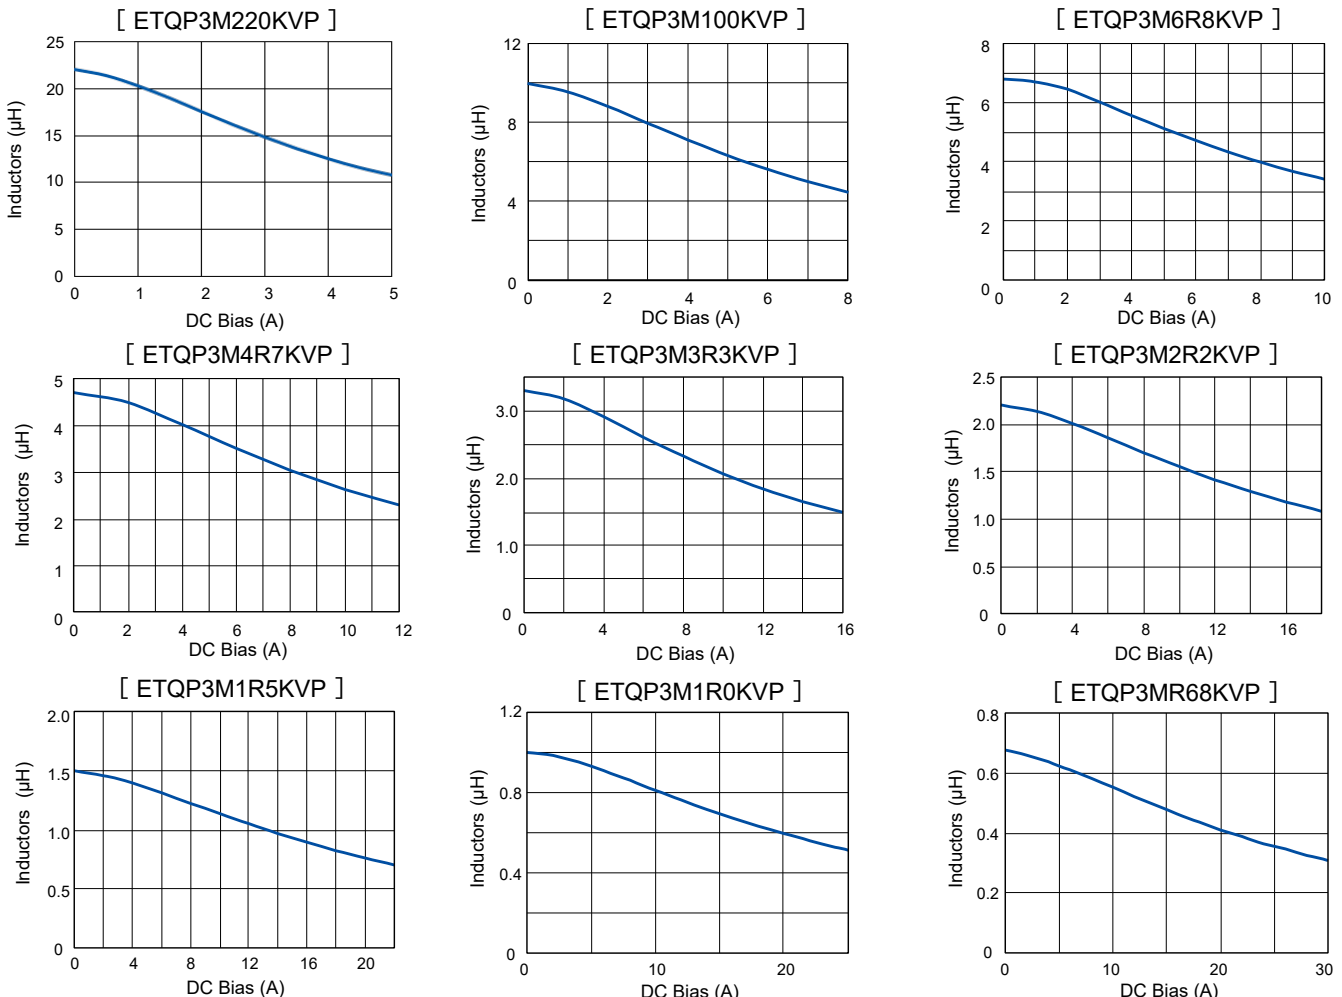 [ ETQP3M220KVP ]
25
20
15
10
5
0
Inductors (µH)
0 1 2 3 4 5
DC Bias (A)
[ ETQP3M100KVP ]
12
8
4
0
Inductors (µH)
0 2 4 6 8
DC Bias (A)
[ ETQP3M6R8KVP ]
8
6
4
2
0
Inductors (µH)
0 2 4 6 8 10
DC Bias (A)
[ ETQP3M4R7KVP ]
5
4
3
2
1
0
Inductors (µH)
0 2 4 6 8 10 12
DC Bias (A)
[ ETQP3M3R3KVP ]
3.0
2.0
1.0
0
Inductors (µH)
0 4 8 12 16
DC Bias (A)
[ ETQP3M2R2KVP ]
2.5
2.0
1.5
1.0
0.5
0
Inductors (µH)
0 4 8 12 16
DC Bias (A)
[ ETQP3M1R5KVP ]
2.0
1.5
1.0
0.5
0
Inductors (µH)
0 4 8 12 16 20
DC Bias (A)
[ ETQP3M1R0KVP ]
1.2
0.8
0.4
0
Inductors (µH)
0 10 20
DC Bias (A)
[ ETQP3MR68KVP ]
0.8
0.6
0.4
0.2
0
Inductors (µH)
0 10 20 30
DC Bias (A)